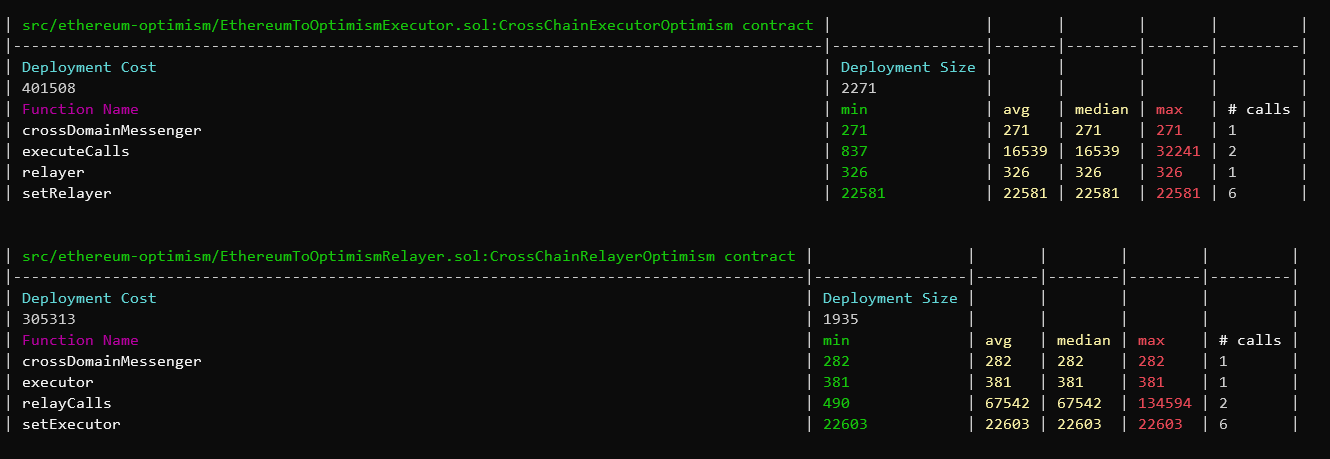 | src/ethereum-optimism/EthereumToOptimismExecutor.sol:CrossChainExecutorOptimism contract | | | | | |
|------------------------------------------------------------------------------------------|-----------------|-------|--------|-------|---------|
| Deployment Cost | Deployment Size | | | | |
| 401508 | 2271 | | | | |
| Function Name | min | avg | median | max | # calls |
| crossDomainMessenger | 271 | 271 | 271 | 271 | 1 |
| executeCalls | 837 | 16539 | 16539 | 32241 | 2 |
| relayer | 326 | 326 | 326 | 326 | 1 |
| setRelayer | 22581 | 22581 | 22581 | 22581 | 6 |
| src/ethereum-optimism/EthereumToOptimismRelayer.sol:CrossChainRelayerOptimism contract | | | | | |
|----------------------------------------------------------------------------------------|-----------------|-------|--------|--------|---------|
| Deployment Cost | Deployment Size | | | | |
| 305313 | 1935 | | | | |
| Function Name | min | avg | median | max | # calls |
| crossDomainMessenger | 282 | 282 | 282 | 282 | 1 |
| executor | 381 | 381 | 381 | 381 | 1 |
| relayCalls | 490 | 67542 | 67542 | 134594 | 2 |
| setExecutor | 22603 | 22603 | 22603 | 22603 | 6 |